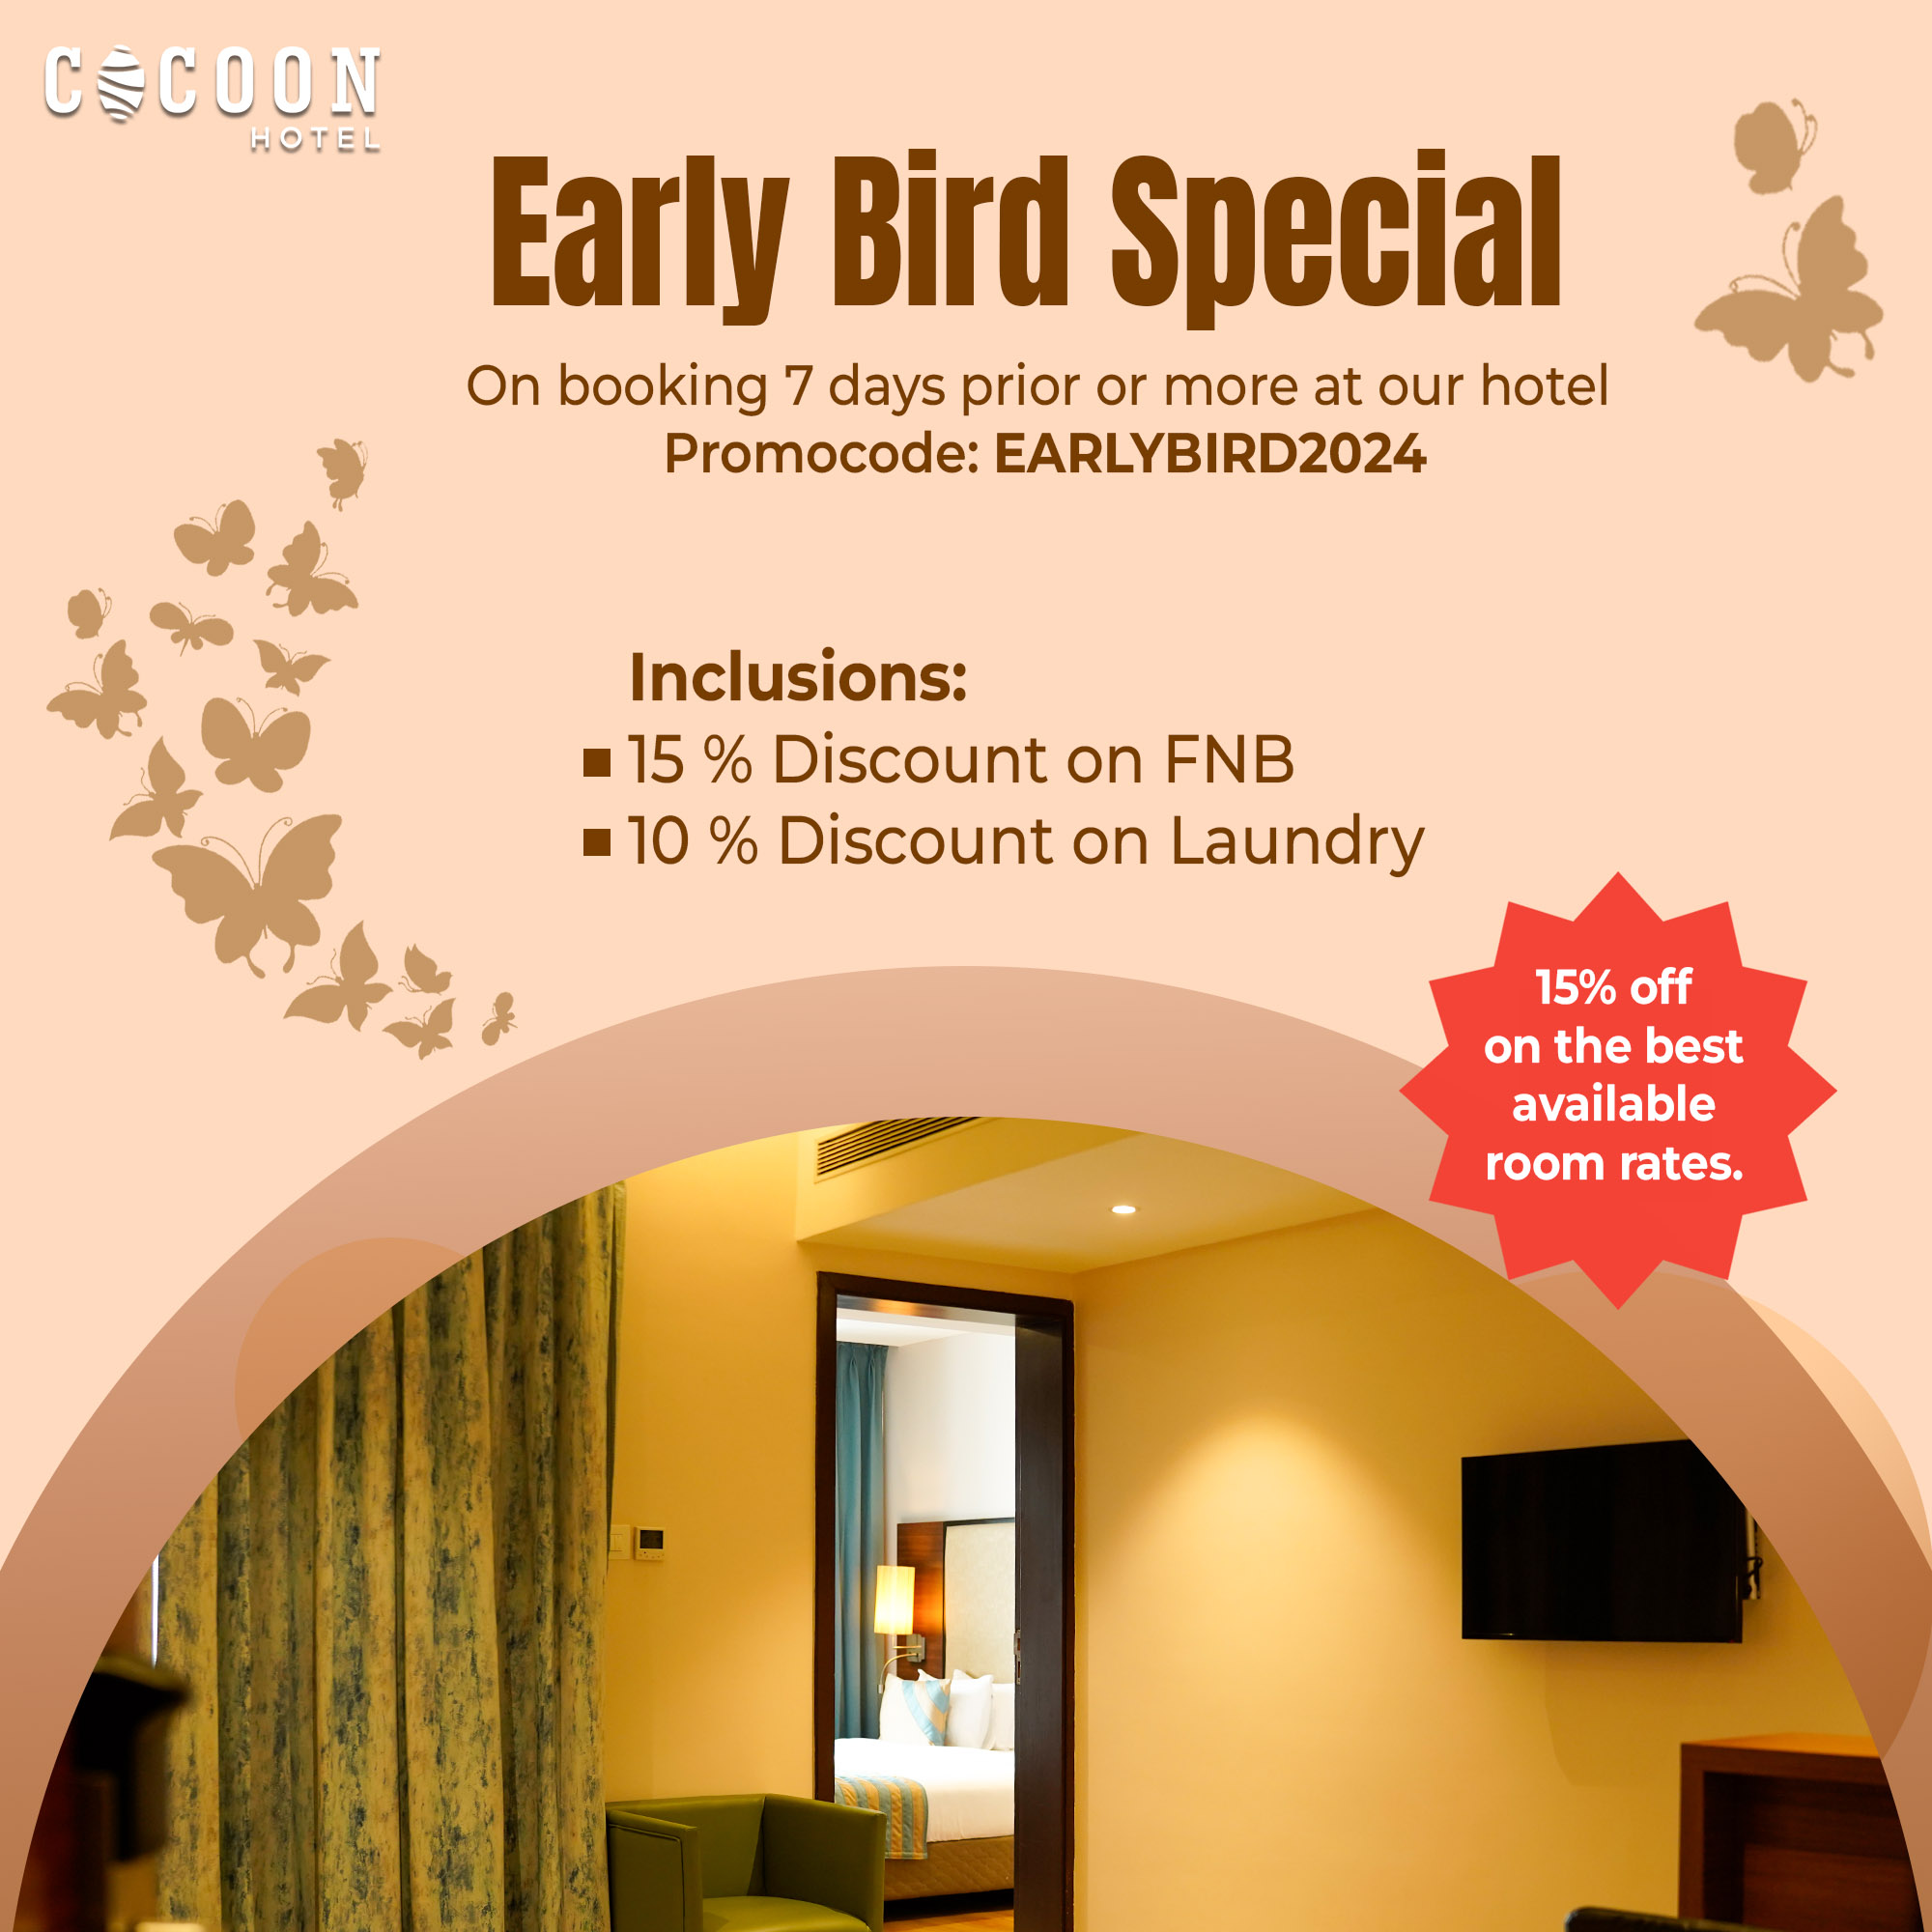 COCOON
HOTEL
Early Bird Special
On booking 7 days prior or more at our hotel
Promocode: EARLYBIRD2024
Inclusions:
15 % Discount on FNB
10 % Discount on Laundry
15% off
on the best
available
room rates.